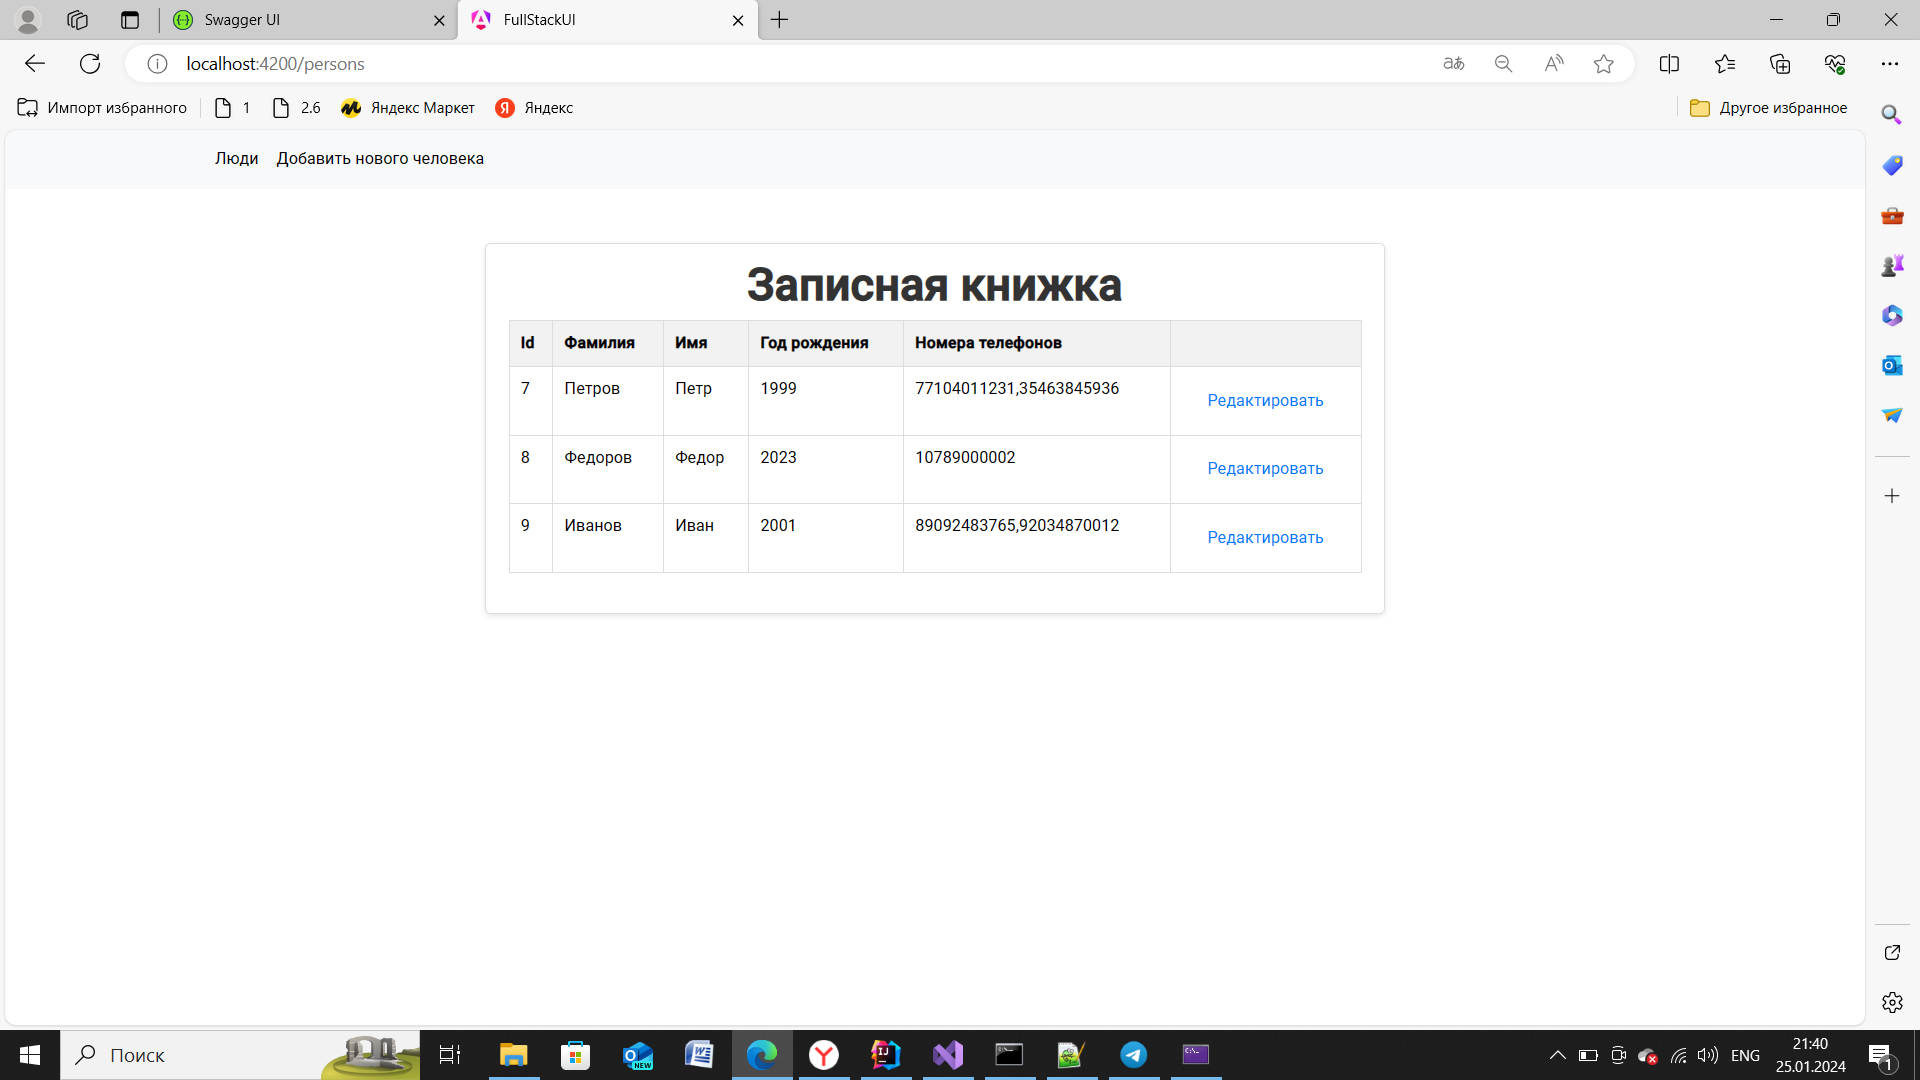 Swagger UI
FullStackUI
localhost:4200/persons
Импорт избранного
1
2.6
Яндекс Маркет
Яндекс
Другое избранное
Люди Добавить нового человека
Записная книжка
Id Фамилия Имя Год рождения Номера телефонов
7 Петров Петр 1999 77104011231,35463845936 Редактировать
8 Федоров Федор 2023 10789000002 Редактировать
9 Иванов Иван 2001 89092483765,92034870012 Редактировать
Поиск
NEW
ENG
21:40
25.01.2024
1